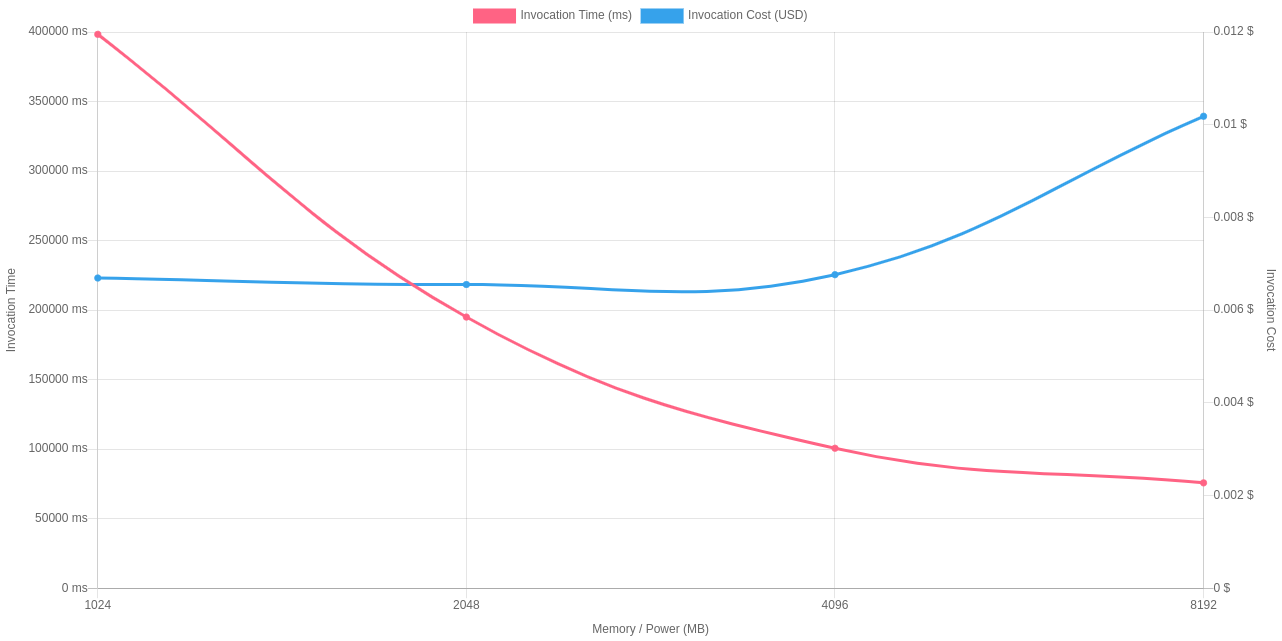 Invocation Time (ms) Invocation Cost (USD)
400000 ms
350000 ms
300000 ms
250000 ms
200000 ms
150000 ms
100000 ms
50000 ms
0 ms
Invocation Time
0.012 $
0.01 $
0.008 $
0.006 $
0.004 $
0.002 $
0 $
Invocation Cost
1024 2048 4096 8192
Memory / Power (MB)